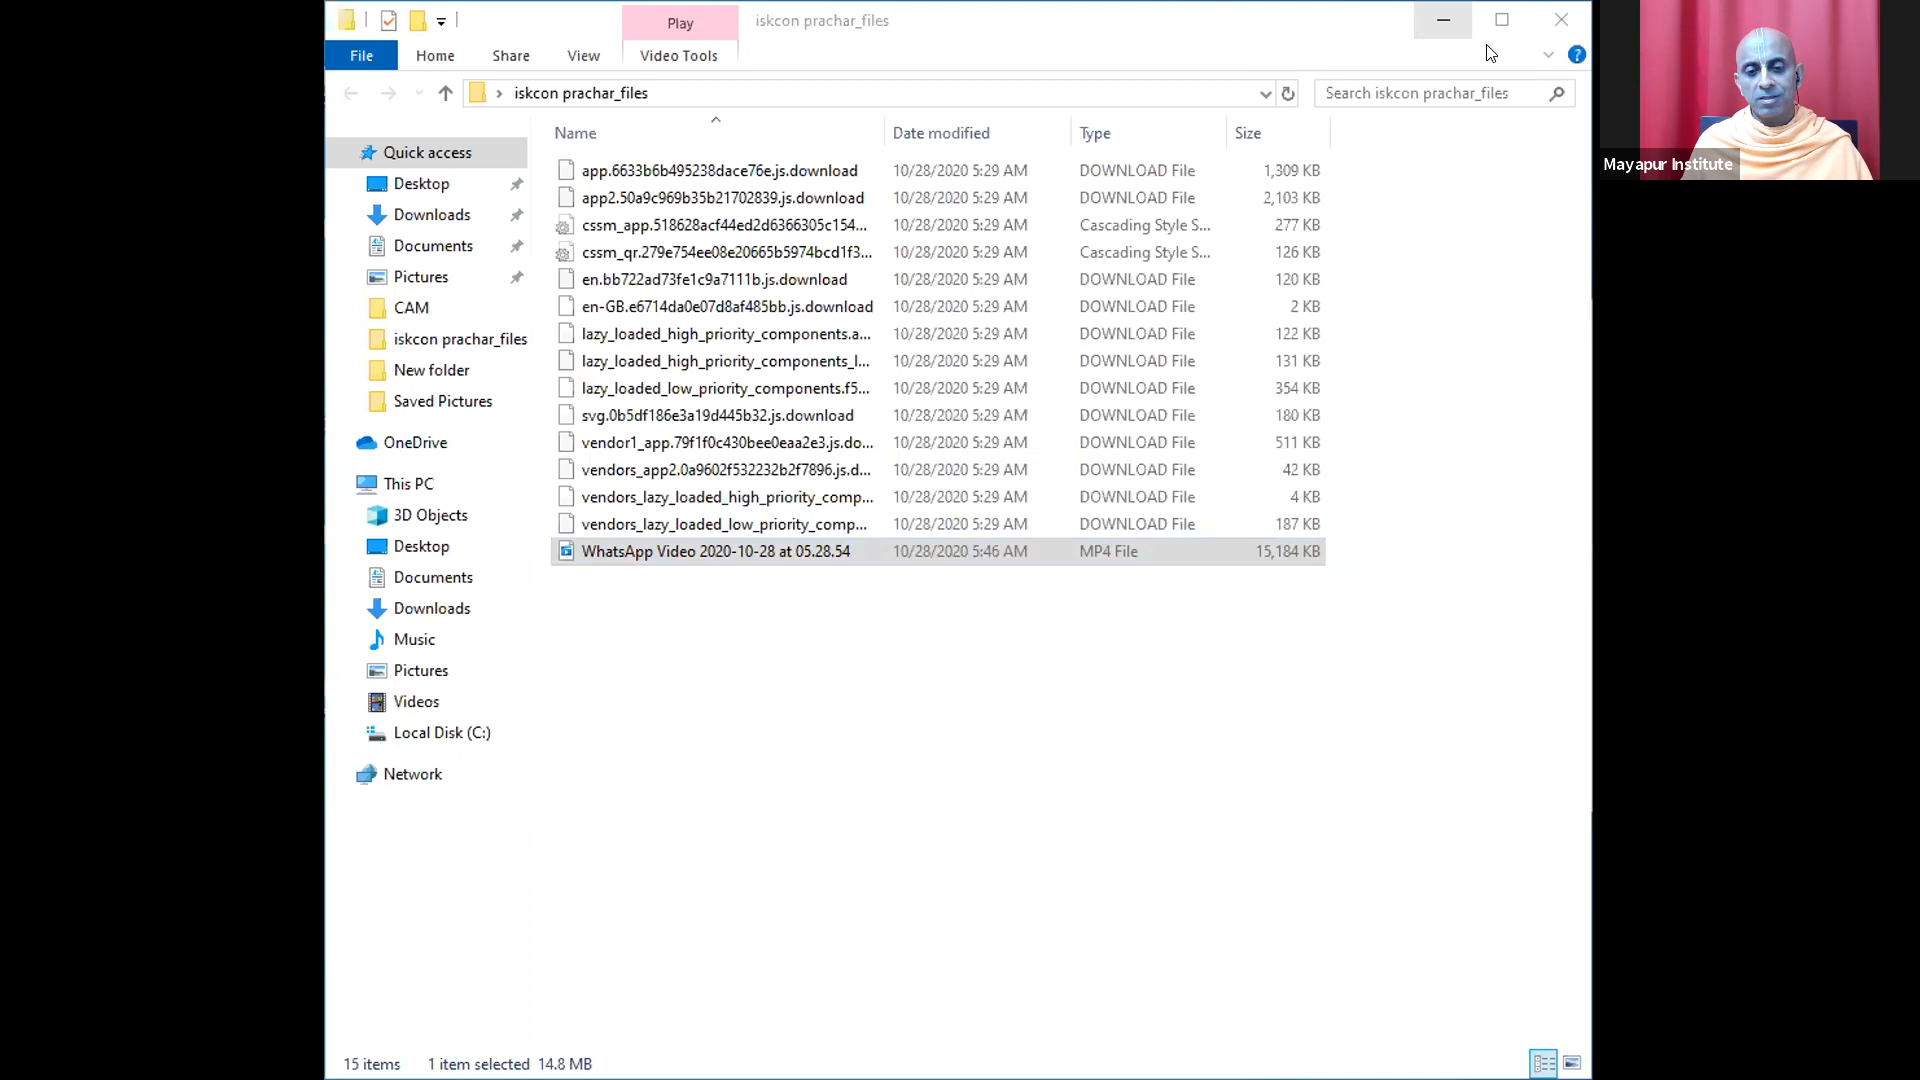 Play
iskcon prachar_files
File
Home
Share
View
Video Tools
iskcon prachar_files
Search iskcon prachar_files
Name
Date modified
Type
Size
Quick access
Desktop
Downloads
Documents
Pictures
CAM
iskcon prachar_files
New folder
Saved Pictures
OneDrive
This PC
3D Objects
Desktop
Documents
Downloads
Music
Pictures
Videos
Local Disk (C:)
Network
app.6633b6b495238dace76e.js.download 10/28/2020 5:29 AM DOWNLOAD File 1,309 KB
app2.50a9c969b35b21702839.js.download 10/28/2020 5:29 AM DOWNLOAD File 2,103 KB
cssm_app.518628acf44ed2d6366305c154... 10/28/2020 5:29 AM Cascading Style S... 277 KB
cssm_qr.279e754ee08e20665b5974bcd1f3... 10/28/2020 5:29 AM Cascading Style S... 126 KB
en.bb722ad73fe1c9a7111b.js.download 10/28/2020 5:29 AM DOWNLOAD File 120 KB
en-GB.e6714da0e07d8af485bb.js.download 10/28/2020 5:29 AM DOWNLOAD File 2 KB
lazy_loaded_high_priority_components.a... 10/28/2020 5:29 AM DOWNLOAD File 122 KB
lazy_loaded_high_priority_components_l... 10/28/2020 5:29 AM DOWNLOAD File 131 KB
lazy_loaded_low_priority_components.f5... 10/28/2020 5:29 AM DOWNLOAD File 354 KB
svg.0b5df186e3a19d445b32.js.download 10/28/2020 5:29 AM DOWNLOAD File 180 KB
vendor1_app.79f1f0c430bee0eaa2e3.js.do... 10/28/2020 5:29 AM DOWNLOAD File 511 KB
vendors_app2.0a9602f532232b2f7896.js.d... 10/28/2020 5:29 AM DOWNLOAD File 42 KB
vendors_lazy_loaded_high_priority_comp... 10/28/2020 5:29 AM DOWNLOAD File 4 KB
vendors_lazy_loaded_low_priority_comp... 10/28/2020 5:29 AM DOWNLOAD File 187 KB
WhatsApp Video 2020-10-28 at 05.28.54 10/28/2020 5:46 AM MP4 File 15,184 KB
15 items 1 item selected 14.8 MB
Mayapur Institute